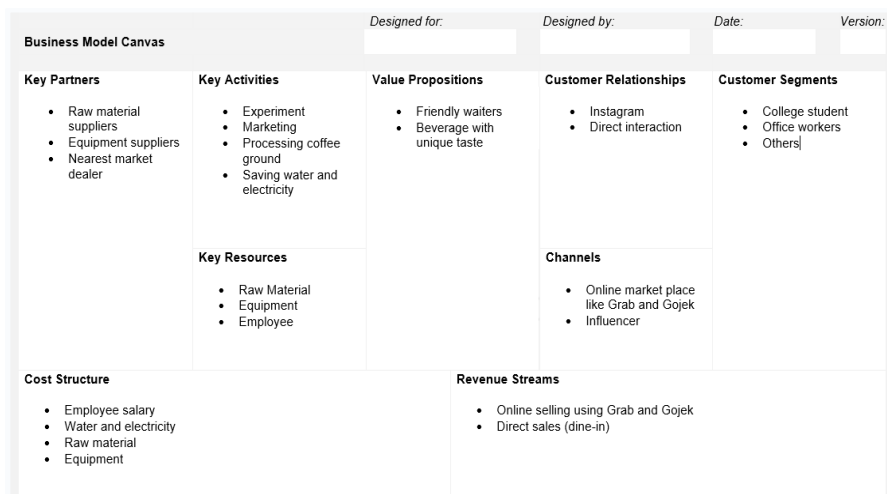 Designed for:
Designed by:
Date:
Version:
Business Model Canvas
Key Partners
• Raw material
suppliers
• Equipment suppliers
• Nearest market
dealer
Key Activities
• Experiment
• Marketing
• Processing coffee
ground
• Saving water and
electricity
Key Resources
• Raw Material
• Equipment
• Employee
Value Propositions
• Friendly waiters
• Beverage with
unique taste
Customer Relationships
• Instagram
• Direct interaction
Channels
• Online market place
like Grab and Gojek
• Influencer
Customer Segments
• College student
• Office workers
• Others
Cost Structure
• Employee salary
• Water and electricity
• Raw material
• Equipment
Revenue Streams
• Online selling using Grab and Gojek
• Direct sales (dine-in)